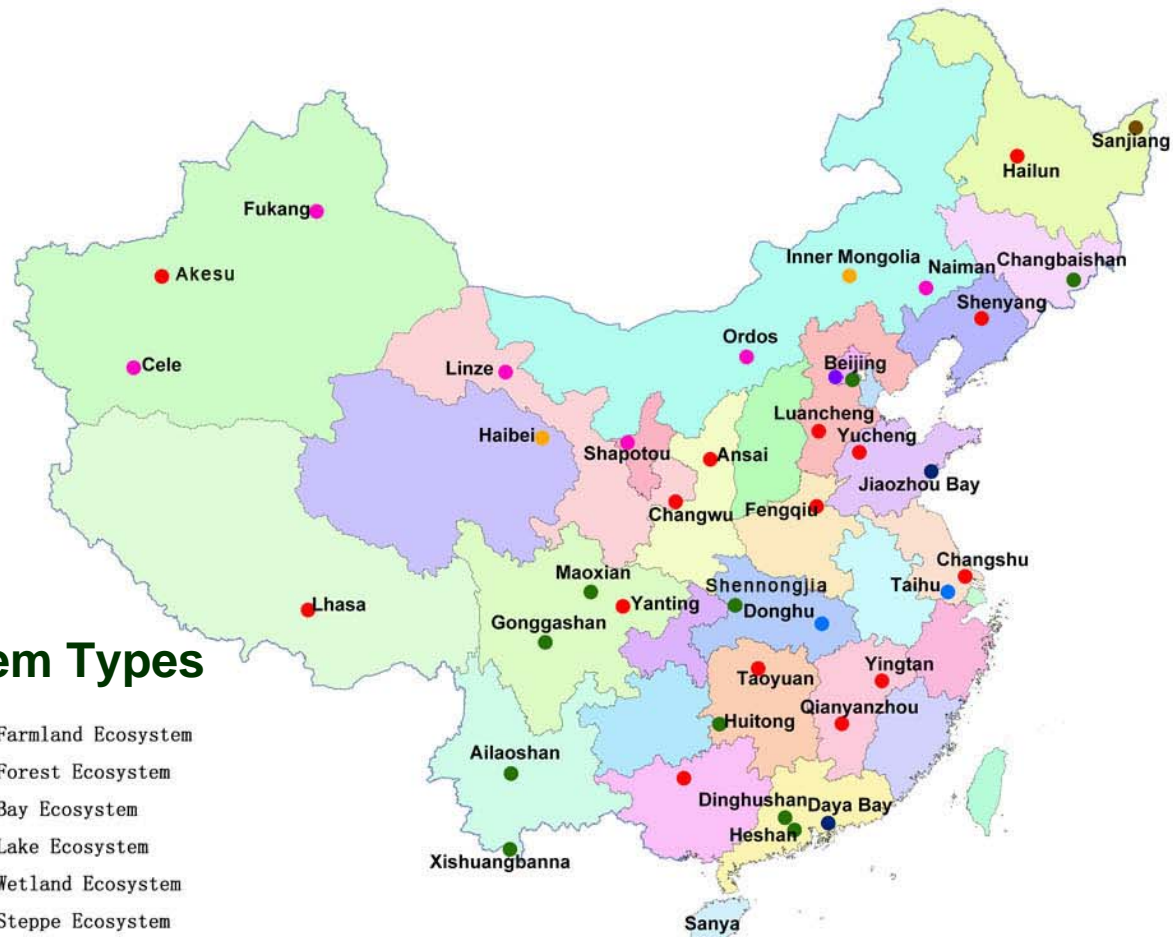 Sanjiang
Hailun
Fukang
Inner Mongolia
Changbaishan
Akesu
Naiman
Shenyang
Ordos
Cele
Linze
Beijing
Luancheng
Haibei
Yucheng
Shapotou
Ansai
Jiaozhou Bay
Changwu
Fengqiu
Changshu
Maoxian
Shennongjia
Taihu
Lhasa
Yanting
Donghu
Gonggashan
em Types
Yingtan
Taoyuan
Qianyanzhou
Huitong
Farmland Ecosystem
Ailaoshan
Forest Ecosystem
Dinghushan
Daya Bay
Bay Ecosystem
Heshan
Lake Ecosystem
Xishuangbanna
Wetland Ecosystem
Steppe Ecosystem
Sanya